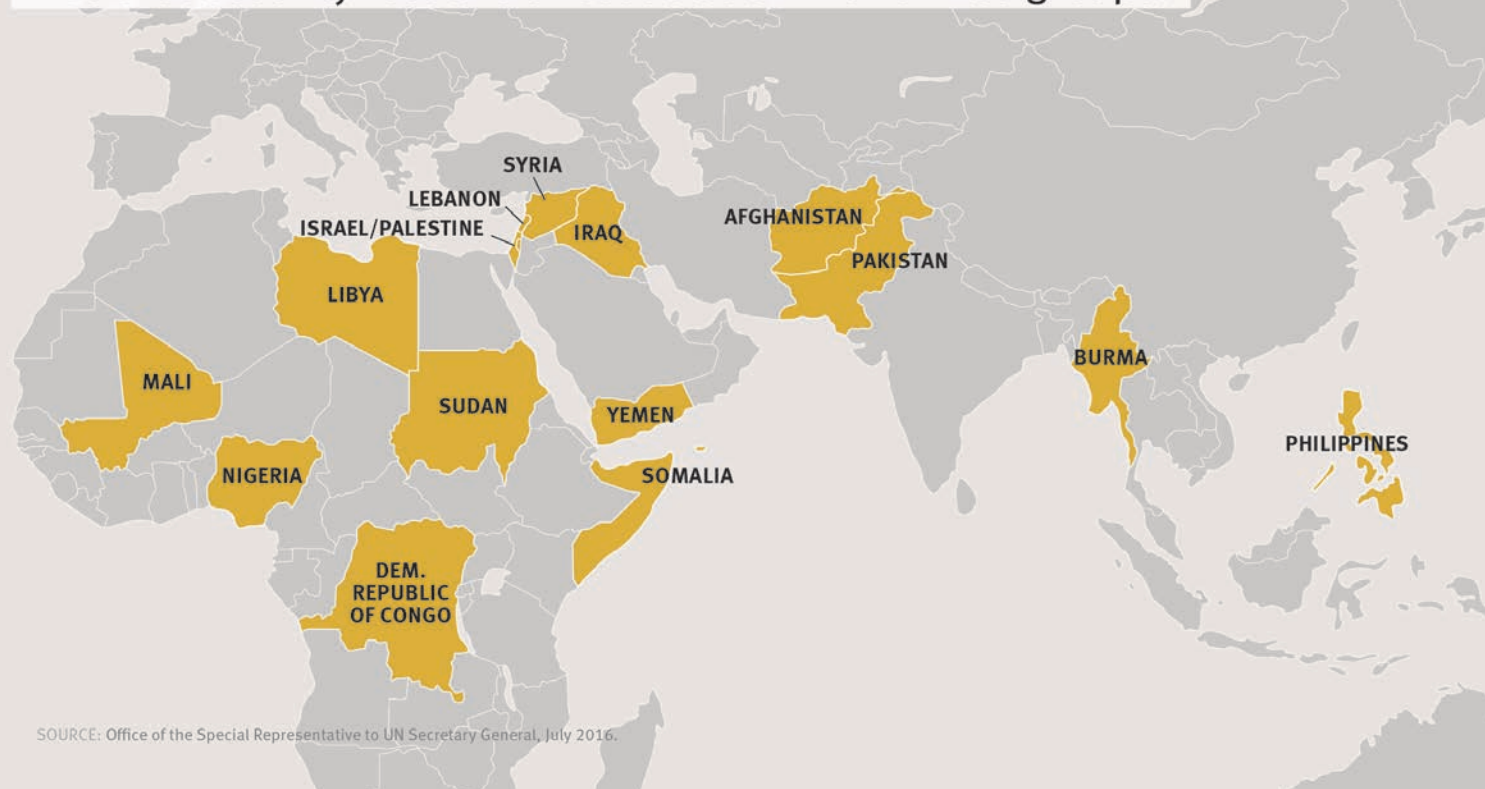 SYRIA
LEBANON
ISRAEL/PALESTINE
IRAQ
AFGHANISTAN
PAKISTAN
LIBYA
BURMA
MALI
SUDAN
YEMEN
PHILIPPINES
NIGERIA
SOMALIA
DEM.
REPUBLIC
OF CONGO
SOURCE: Office of the Special Representative to UN Secretary General, July 2016.